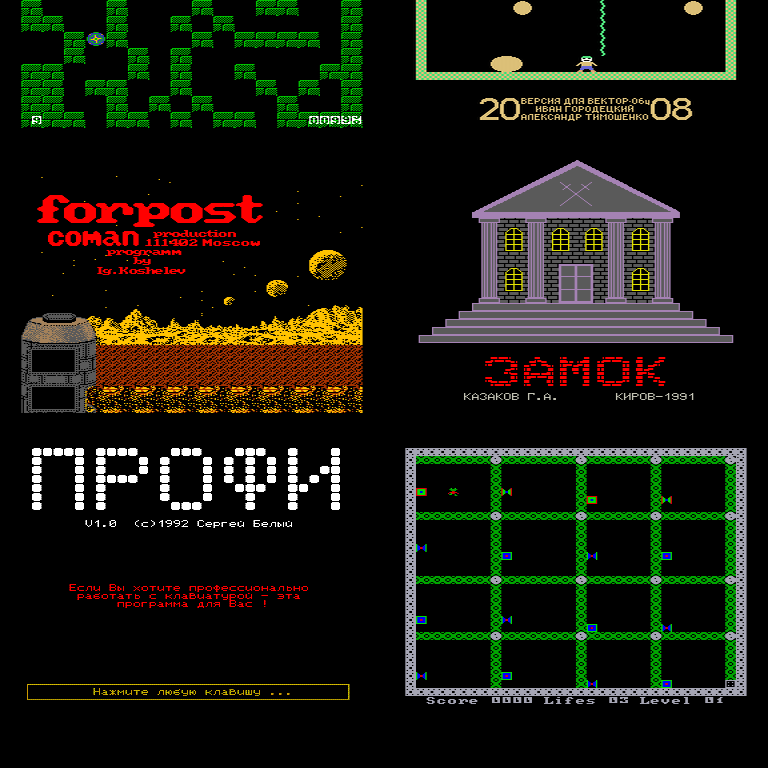 20 ВЕРСИЯ ДЛЯ ВЕКТОР-06ц 08
ИВАН ГОРОДЕЦКИЙ
АЛЕКСАНДР ТИМОШЕНКО
forpost
coman production
111402 Moscow
programm
by
Ig.Koshelev
ЗАМОК
КАЗАКОВ Г.А. КИРОВ-1991
ПРОФИ
V1.0 (c)1992 Сергей Белый
Если Вы хотите профессионально
работать с клавиатурой - эта
программа для Вас !
Нажмите любую клавишу ...
Score 0000 Lifes 03 Level 01